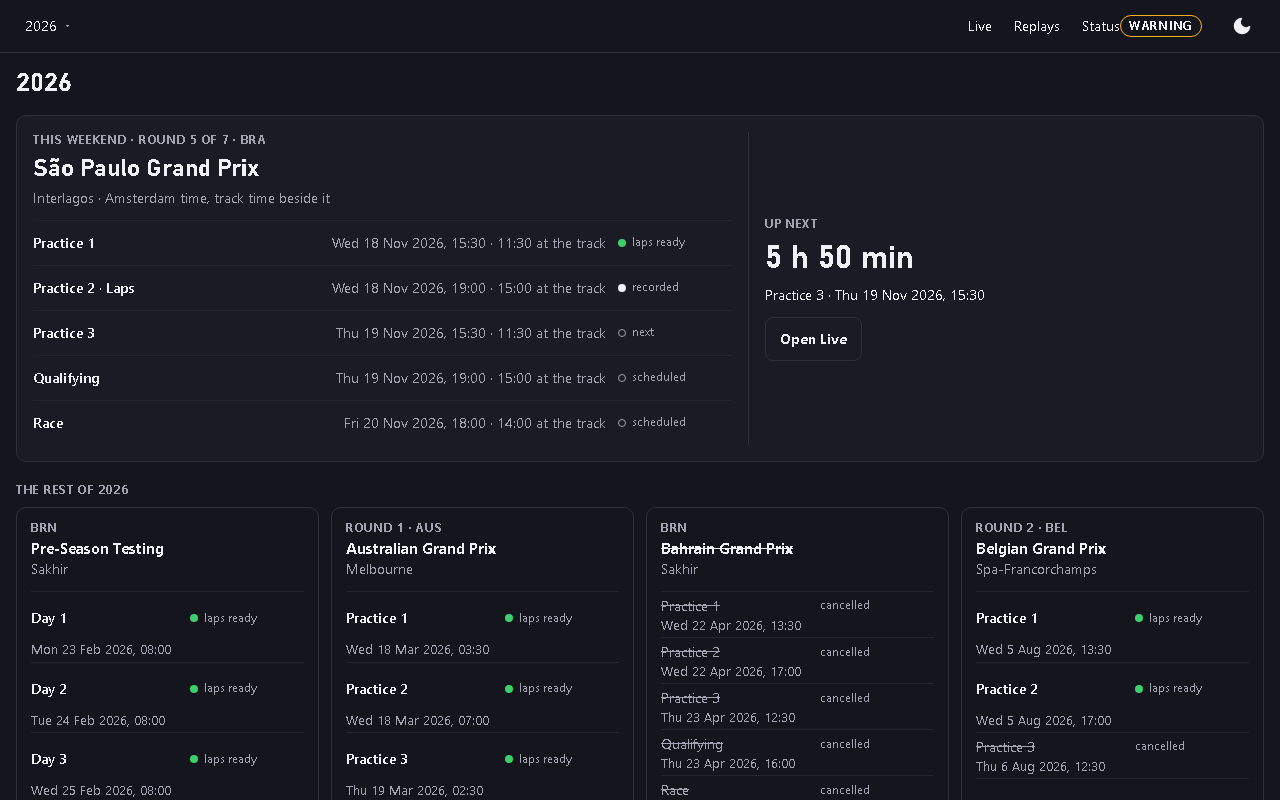 2026
Live Replays Status WARNING
2026
THIS WEEKEND · ROUND 5 OF 7 · BRA
São Paulo Grand Prix
Interlagos · Amsterdam time, track time beside it
Practice 1 Wed 18 Nov 2026, 15:30 · 11:30 at the track laps ready
Practice 2 · Laps Wed 18 Nov 2026, 19:00 · 15:00 at the track recorded
Practice 3 Thu 19 Nov 2026, 15:30 · 11:30 at the track next
Qualifying Thu 19 Nov 2026, 19:00 · 15:00 at the track scheduled
Race Fri 20 Nov 2026, 18:00 · 14:00 at the track scheduled
UP NEXT
5 h 50 min
Practice 3 · Thu 19 Nov 2026, 15:30
Open Live
THE REST OF 2026
BRN
Pre-Season Testing
Sakhir
Day 1 laps ready
Mon 23 Feb 2026, 08:00
Day 2 laps ready
Tue 24 Feb 2026, 08:00
Day 3 laps ready
Wed 25 Feb 2026, 08:00
ROUND 1 · AUS
Australian Grand Prix
Melbourne
Practice 1 laps ready
Wed 18 Mar 2026, 03:30
Practice 2 laps ready
Wed 18 Mar 2026, 07:00
Practice 3 laps ready
Thu 19 Mar 2026, 02:30
BRN
Bahrain Grand Prix
Sakhir
Practice 1 cancelled
Wed 22 Apr 2026, 13:30
Practice 2 cancelled
Wed 22 Apr 2026, 17:00
Practice 3 cancelled
Thu 23 Apr 2026, 12:30
Qualifying cancelled
Thu 23 Apr 2026, 16:00
Race cancelled
ROUND 2 · BEL
Belgian Grand Prix
Spa-Francorchamps
Practice 1 laps ready
Wed 5 Aug 2026, 13:30
Practice 2 laps ready
Wed 5 Aug 2026, 17:00
Practice 3 cancelled
Thu 6 Aug 2026, 12:30